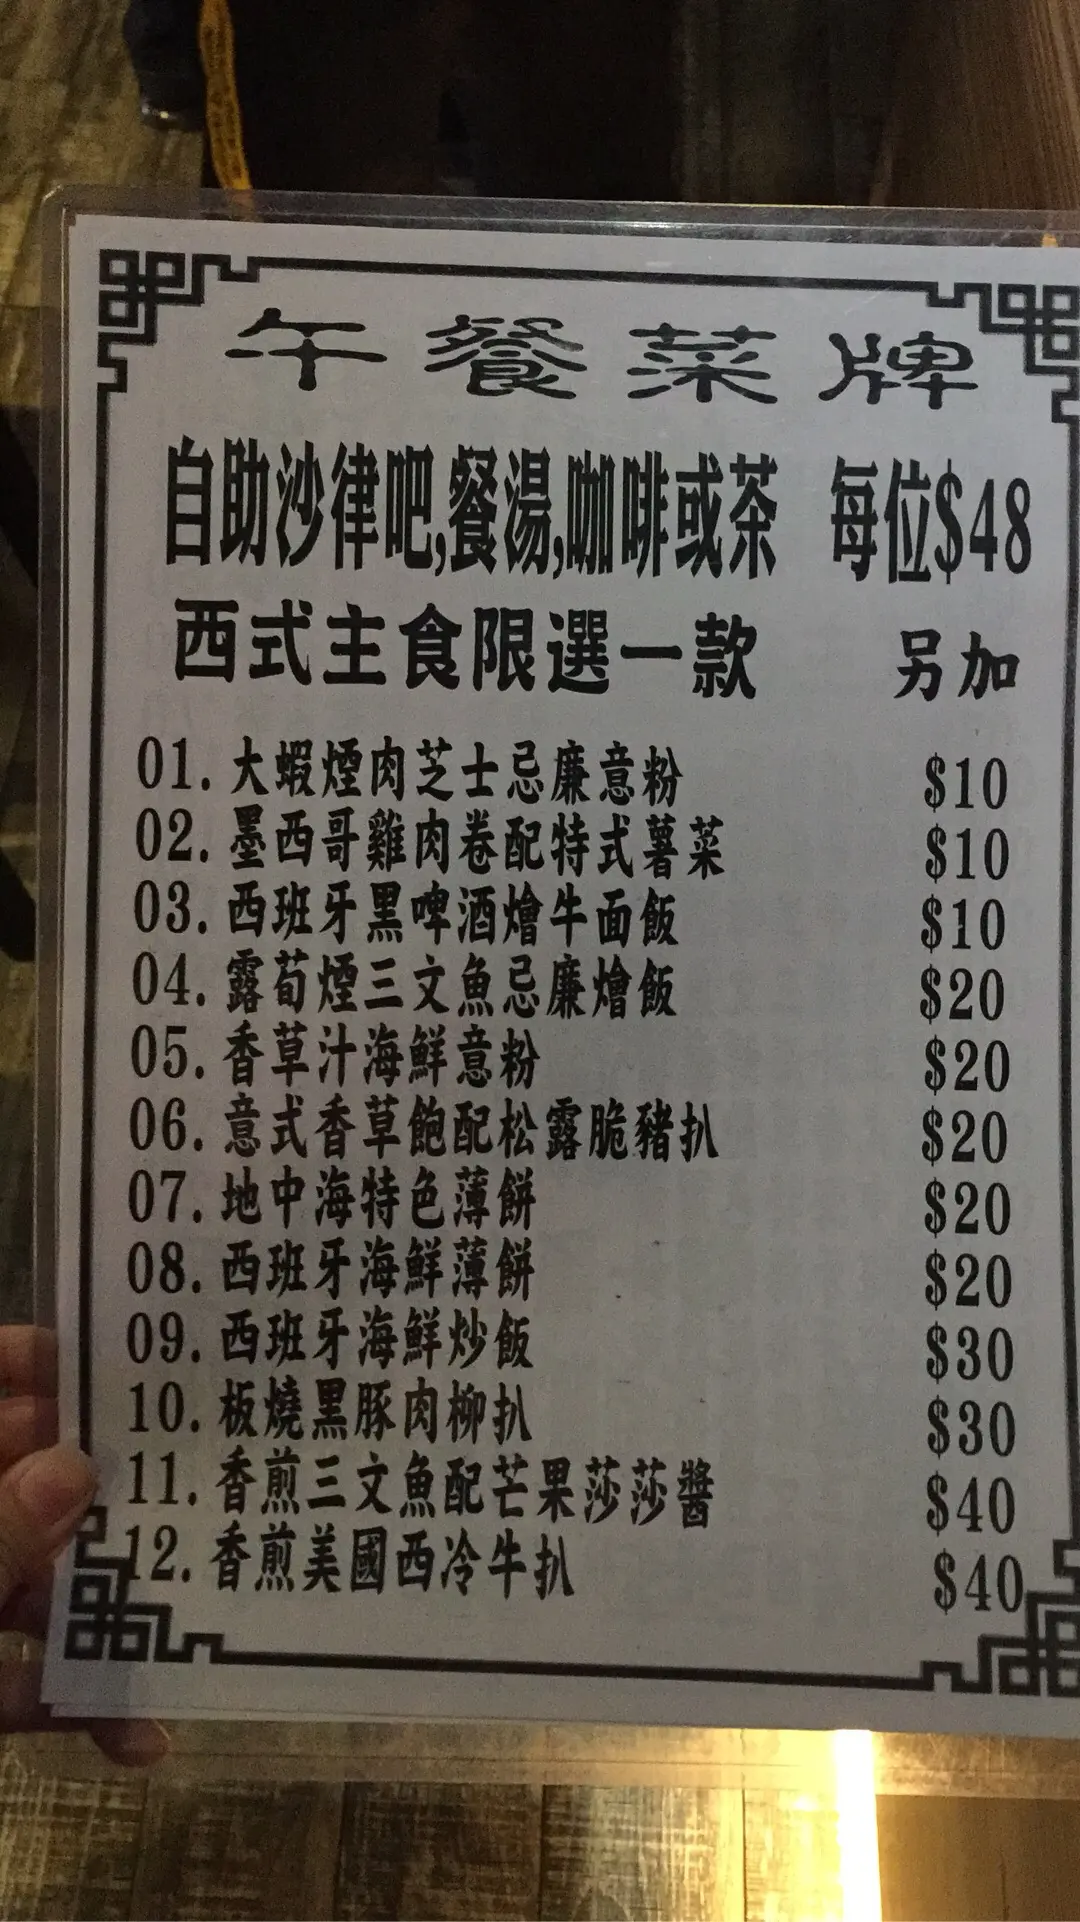 午餐菜牌
自助沙律吧,餐湯,咖啡或茶 每位$48
西式主食限選一款 另加
01. 大蝦煙肉芝士忌廉意粉 $10
02. 墨西哥雞肉卷配特式薯菜 $10
03. 西班牙黑啤酒燴牛面飯 $10
04. 露荀煙三文魚忌廉燴飯 $20
05. 香草汁海鮮意粉 $20
06. 意式香草飽配松露脆豬扒 $20
07. 地中海特色薄餅 $20
08. 西班牙海鮮薄餅 $20
09. 西班牙海鮮炒飯 $30
10. 板燒黑豚肉柳扒 $30
11. 香煎三文魚配芒果莎莎醬 $40
12. 香煎美國西冷牛扒 $40